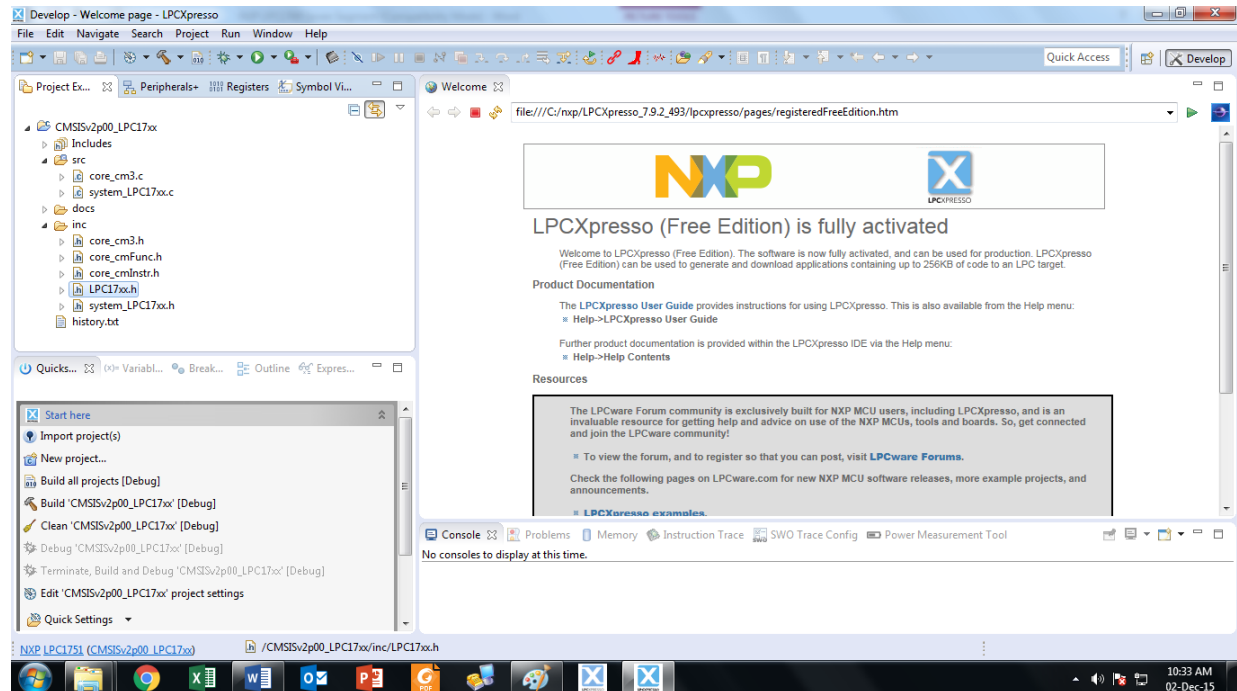 Develop - Welcome page - LPCXpresso
File Edit Navigate Search Project Run Window Help
Quick Access
Develop
Project Ex...
Peripherals+
Registers
Symbol Vi...
CMSISv2p00_LPC17xx
Includes
src
core_cm3.c
system_LPC17xx.c
docs
inc
core_cm3.h
core_cmFunc.h
core_cmInstr.h
LPC17xx.h
system_LPC17xx.h
history.txt
Quicks...
(x)= Variabl...
Break...
Outline
Expres...
Start here
Import project(s)
New project...
Build all projects [Debug]
Build 'CMSISv2p00_LPC17xx' [Debug]
Clean 'CMSISv2p00_LPC17xx' [Debug]
Debug 'CMSISv2p00_LPC17xx' [Debug]
Terminate, Build and Debug 'CMSISv2p00_LPC17xx' [Debug]
Edit 'CMSISv2p00_LPC17xx' project settings
Quick Settings
Welcome
file:///C:/nxp/LPCXpresso_7.9.2_493/lpcxpresso/pages/registeredFreeEdition.htm
NXP
LPCXPRESSO
LPCXpresso (Free Edition) is fully activated
Welcome to LPCXpresso (Free Edition). The software is now fully activated, and can be used for production. LPCXpresso
(Free Edition) can be used to generate and download applications containing up to 256KB of code to an LPC target.
Product Documentation
The LPCXpresso User Guide provides instructions for using LPCXpresso. This is also available from the Help menu:
Help->LPCXpresso User Guide
Further product documentation is provided within the LPCXpresso IDE via the Help menu:
Help->Help Contents
Resources
The LPCware Forum community is exclusively built for NXP MCU users, including LPCXpresso, and is an
invaluable resource for getting help and advice on use of the NXP MCUs, tools and boards. So, get connected
and join the LPCware community!
To view the forum, and to register so that you can post, visit LPCware Forums.
Check the following pages on LPCware.com for new NXP MCU software releases, more example projects, and
announcements.
LPCXpresso examples.
Console
Problems
Memory
Instruction Trace
SWO Trace Config
Power Measurement Tool
No consoles to display at this time.
NXP LPC1751 (CMSISv2p00_LPC17xx)
/CMSISv2p00_LPC17xx/inc/LPC17xx.h
10:33 AM
02-Dec-15